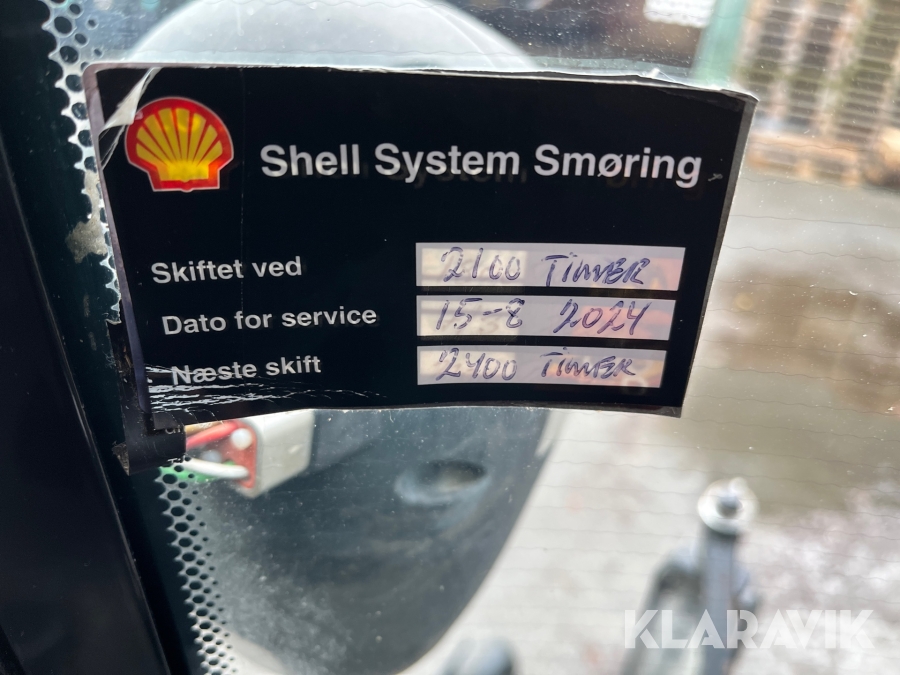 Shell System Smøring
Skiftet ved 2100 TIMER
Dato for service 15-8 2024
Næste skift 2400 TIMER
KLARAVIK